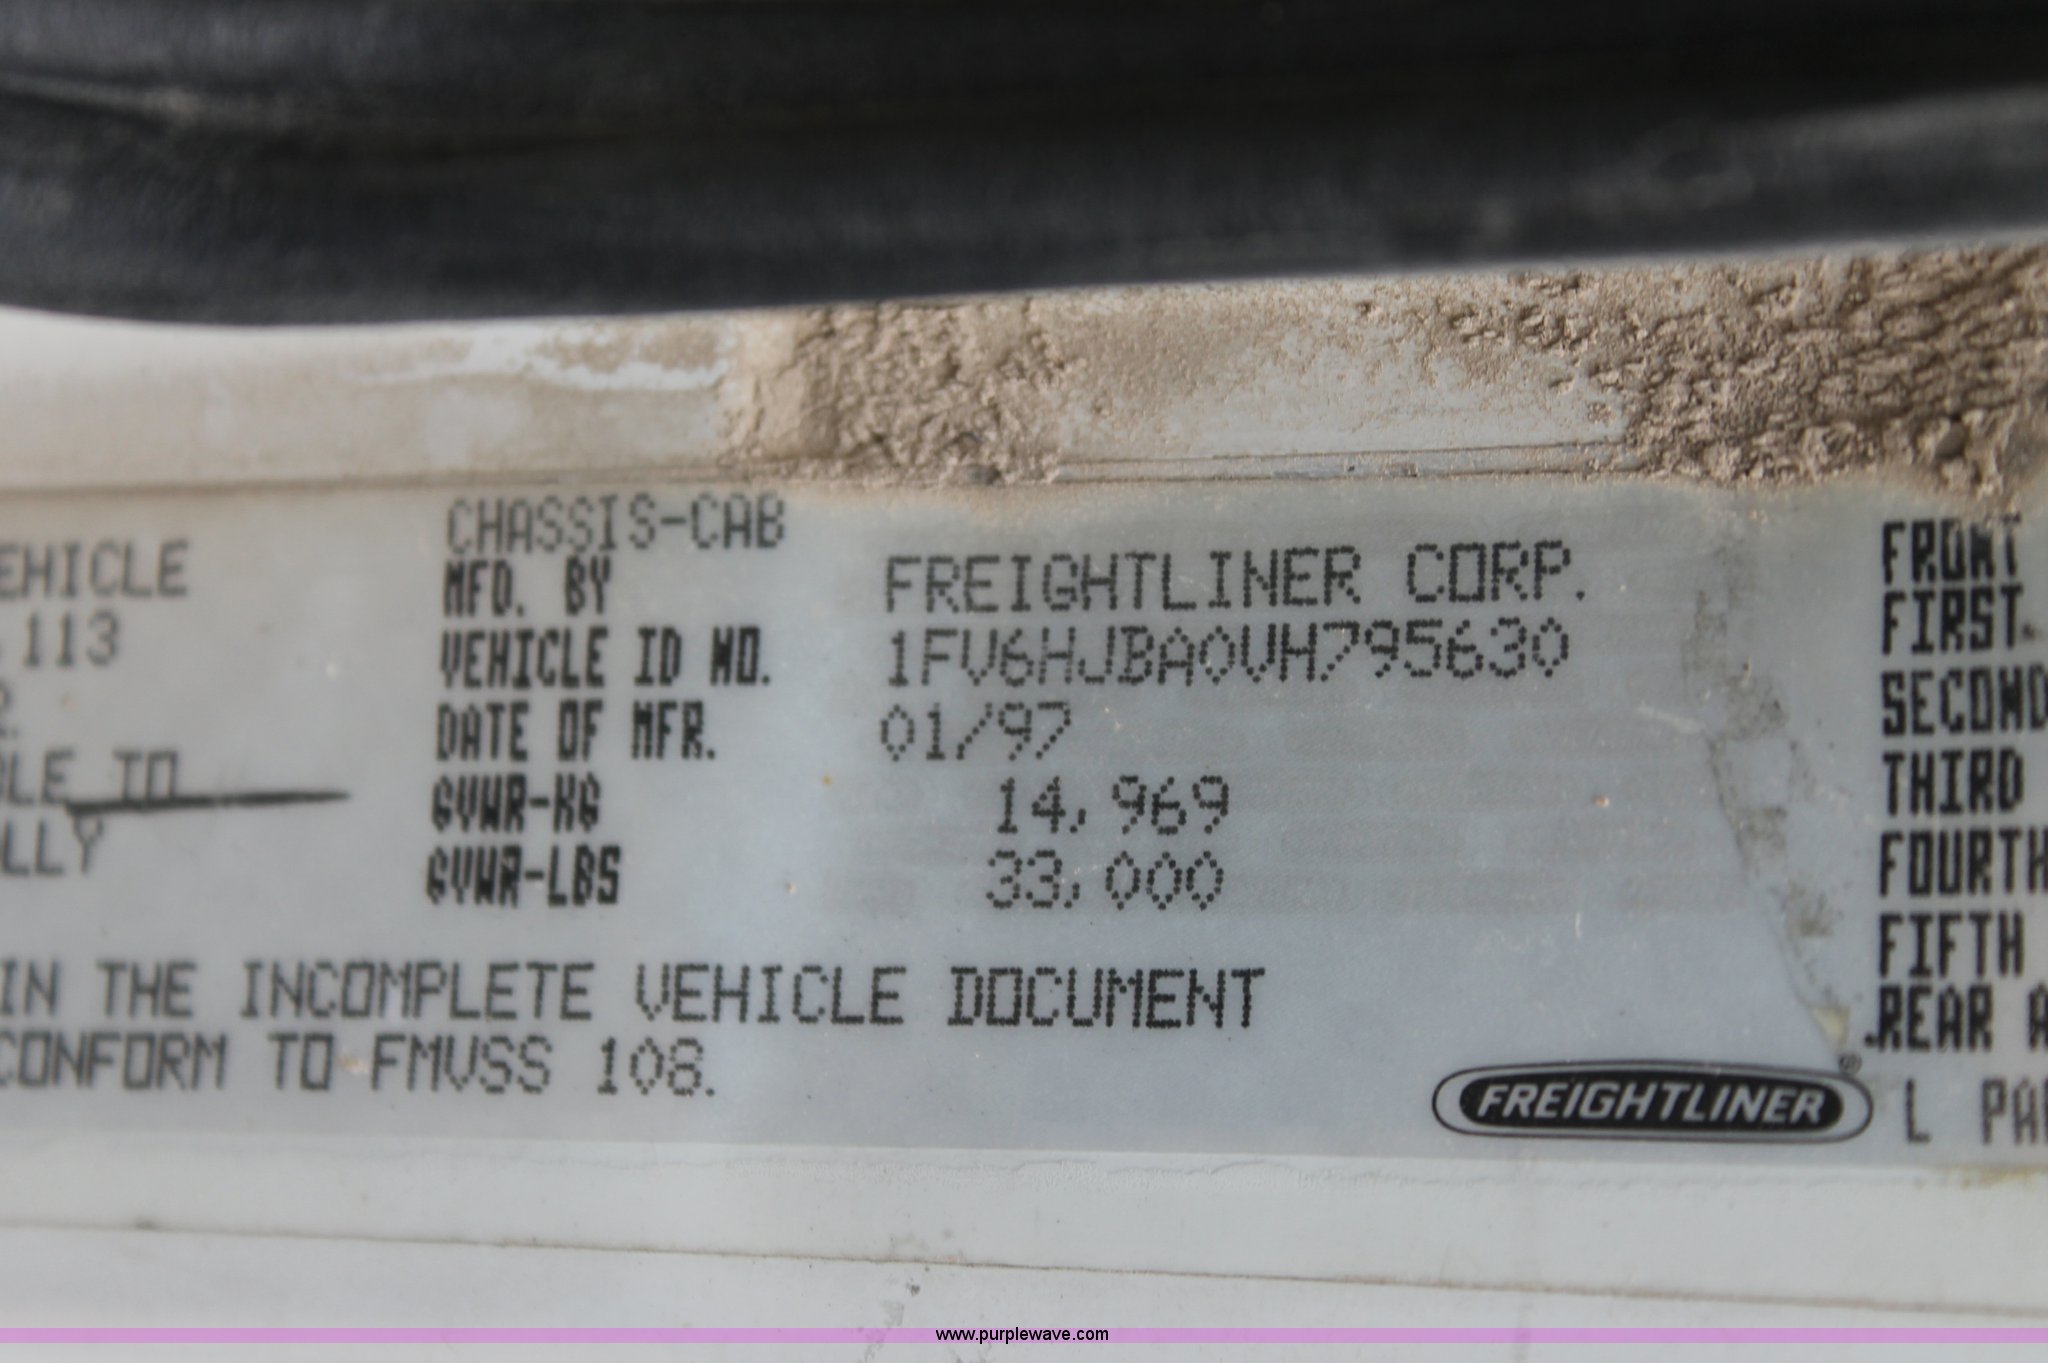 EHICLE
113
LE TO
LLY
CHASSIS-CAB
MFD. BY FREIGHTLINER CORP.
VEHICLE ID NO. 1FV6HJBA0VH795630
DATE OF MFR. 01/97
GVWR-KG 14,969
GVWR-LBS 33,000
IN THE INCOMPLETE VEHICLE DOCUMENT
CONFORM TO FMVSS 108.
FREIGHTLINER®
FRONT
FIRST
SECOND
THIRD
FOURTH
FIFTH
REAR A
L PA
www.purplewave.com